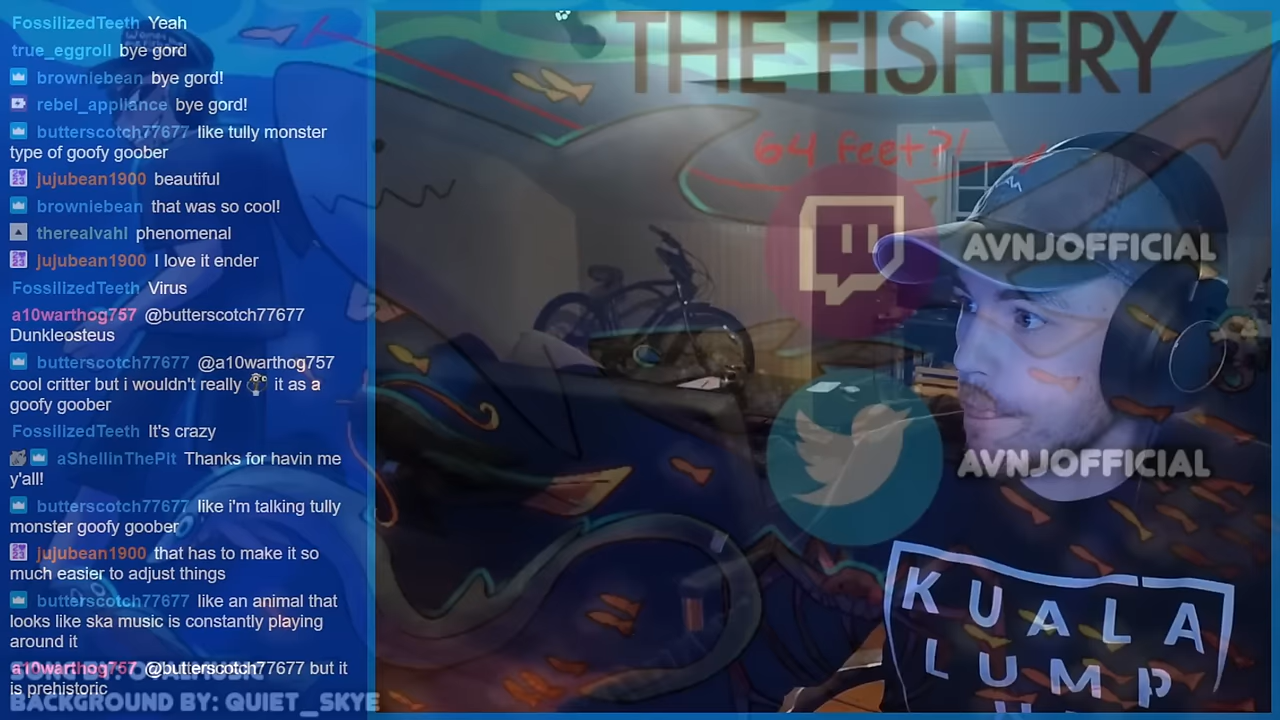 FossilizedTeeth Yeah
true_eggroll bye gord
browniebean bye gord!
rebel_appliance bye gord!
butterscotch77677 like tully monster
type of goofy goober
jujubean1900 beautiful
browniebean that was so cool!
therealvahl phenomenal
jujubean1900 I love it ender
FossilizedTeeth Virus
a10warthog757 @butterscotch77677
Dunkleosteus
butterscotch77677 @a10warthog757
cool critter but i wouldn't really it as a
goofy goober
FossilizedTeeth It's crazy
aShellInThePit Thanks for havin me
y'all!
butterscotch77677 like i'm talking tully
monster goofy goober
jujubean1900 that has to make it so
much easier to adjust things
butterscotch77677 like an animal that
looks like ska music is constantly playing
around it
a10warthog757 @butterscotch77677 but it
is prehistoric
BACKGROUND BY: QUIET_SKYE
THE FISHERY
64 feet?!
AVNJOFFICIAL
AVNJOFFICIAL
KUALA
LUMP